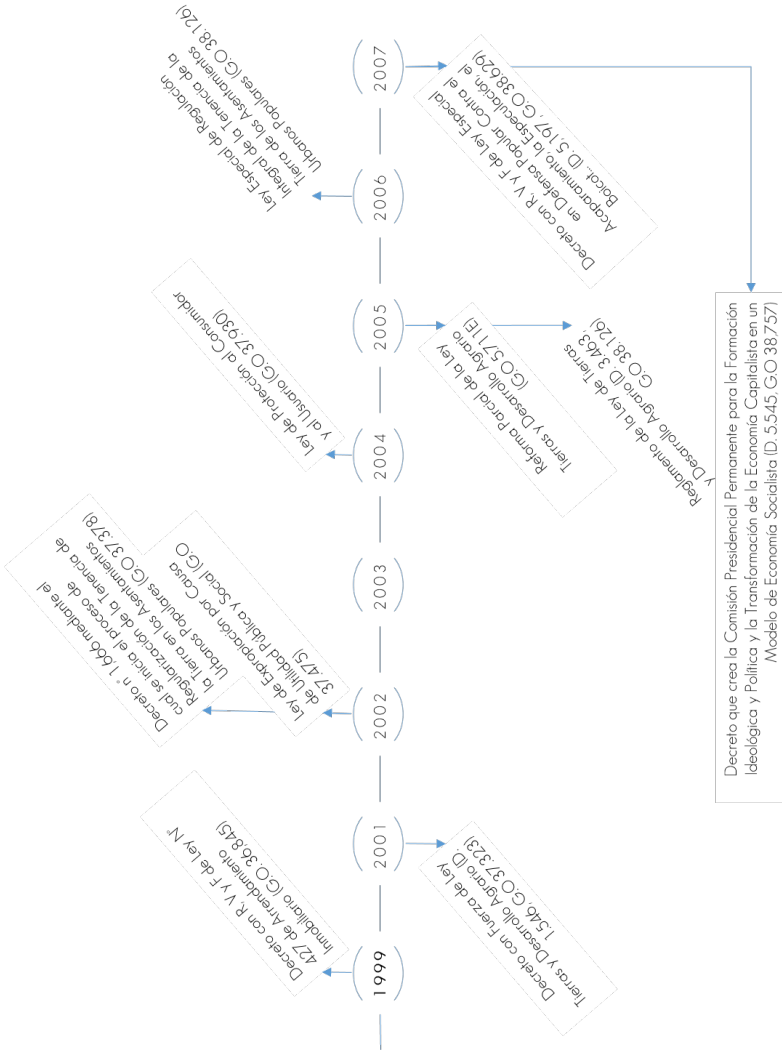 1999
Decreto con R, V y F de Ley N°
427 de Arrendamiento
Inmobiliario (G.O 36,845)
2001
Decreto con Fuerza de Ley
Tierras y Desarrollo Agrario (D.
1.546, G.O 37.323)
2002
Ley de Expropiación por Causa
de Utilidad Pública y Social (G.O
37,475)
Decreto n° 1,666 mediante el
cual se inicia el proceso de
Regularización de la Tenencia de
la Tierra en los Asentamientos
Urbanos Populares (G.O 37.378)
2003
2004
Ley de Protección al Consumidor
y al Usuario (G.O 37,930)
2005
Reforma Parcial de la Ley
Tierras y Desarrollo Agrario
(G.O 5,711E)
Reglamento de la Ley de Tierras
y Desarrollo Agrario (D. 3,463,
G.O 38,126)
2006
Ley Especial de Regulación
Integral de la Tenencia de la
Tierra de los Asentamientos
Urbanos Populares (G.O 38,126)
2007
Decreto con R, V y F de Ley Especial
en Defensa Popular Contra el
Acaparamiento, la Especulación, el
Boicot. (D 5,197, G.O 38,629)
Decreto que crea la Comisión Presidencial Permanente para la Formación
Ideológica y Política y la Transformación de la Economía Capitalista en un
Modelo de Economía Socialista (D. 5.545, G.O 38,757)